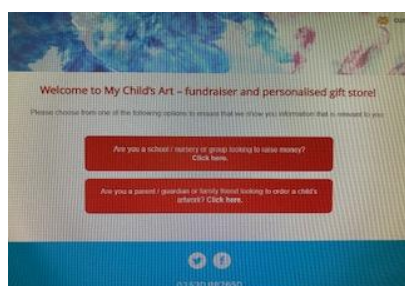 Welcome to My Child's Art – fundraiser and personalised gift store!
Please choose from one of the following options to ensure that we show you information that is relevant to you
Are you a school / nursery or group looking to raise money?
Click here.
Are you a parent / guardian or family friend looking to order a child's
artwork? Click here.